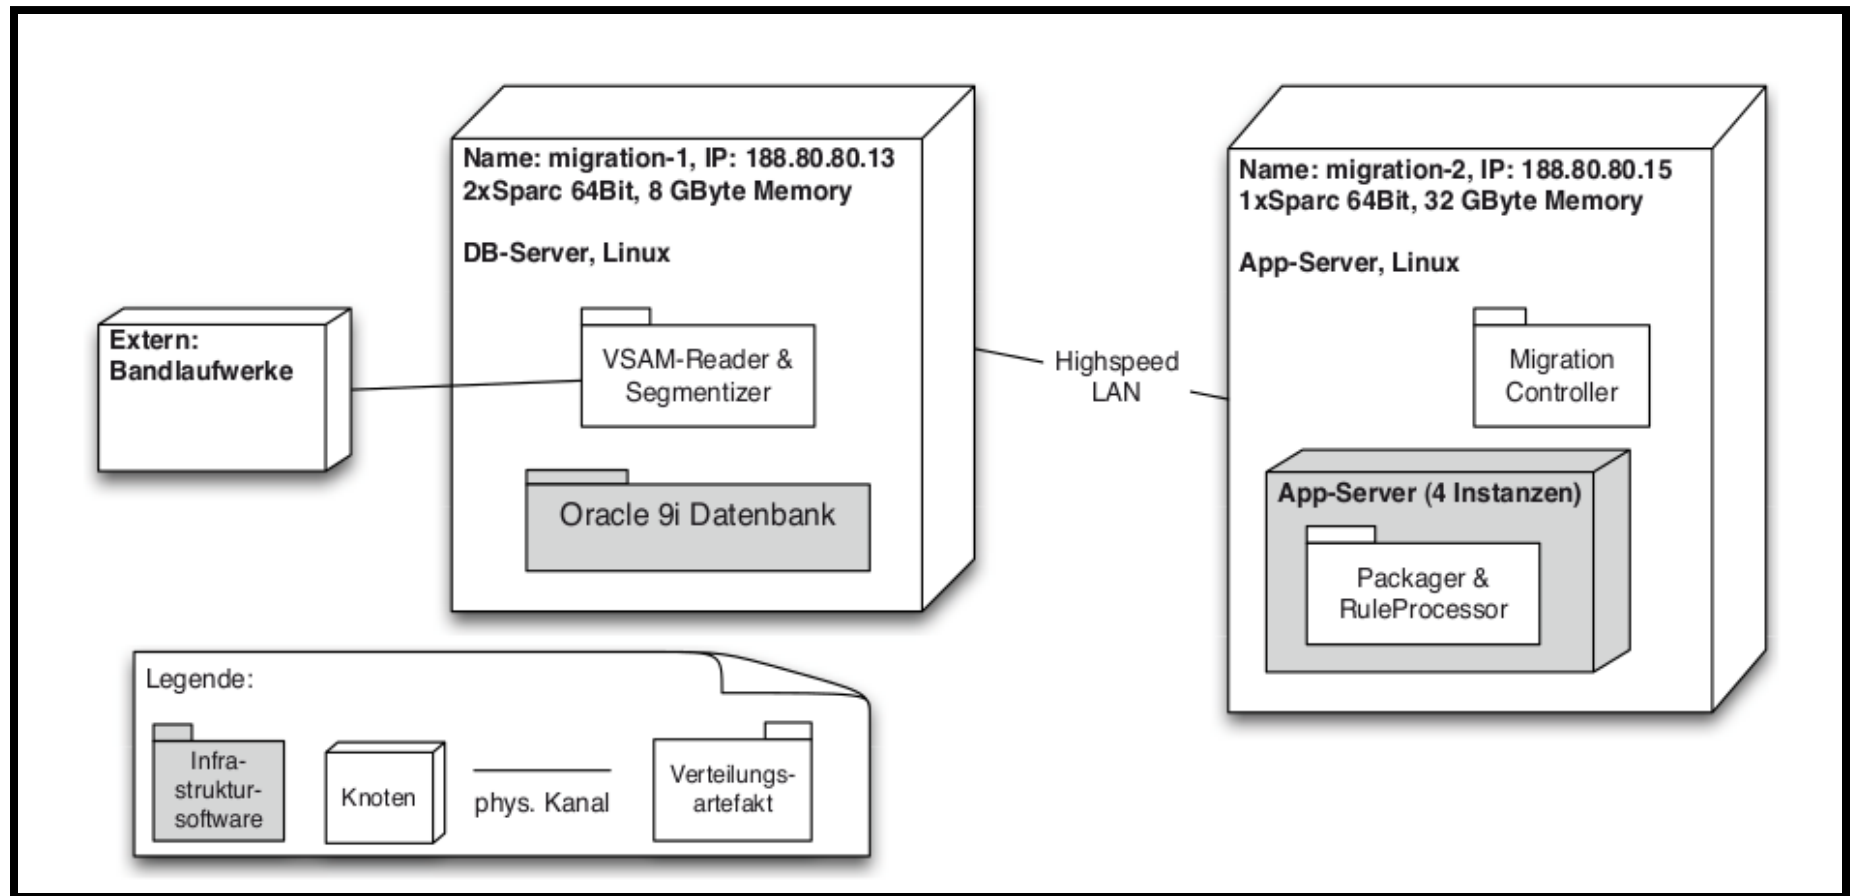 Name: migration-1, IP: 188.80.80.13
2xSparc 64Bit, 8 GByte Memory
DB-Server, Linux
Extern:
Bandlaufwerke
VSAM-Reader &
Segmentizer
Oracle 9i Datenbank
Highspeed
LAN
Name: migration-2, IP: 188.80.80.15
1xSparc 64Bit, 32 GByte Memory
App-Server, Linux
Migration
Controller
App-Server (4 Instanzen)
Packager &
RuleProcessor
Legende:
Infra-
struktur-
software
Knoten
phys. Kanal
Verteilungs-
artefakt